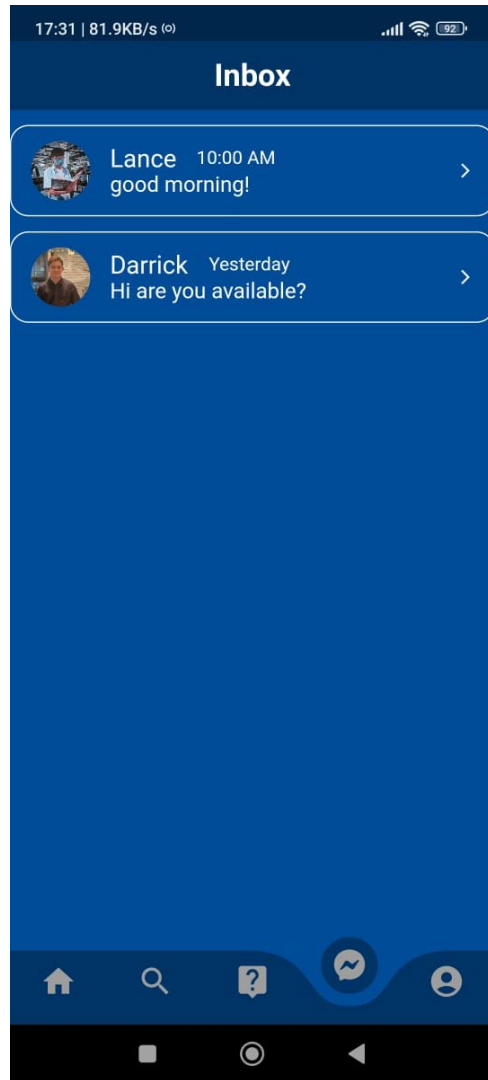 17:31 | 81.9KB/s
92
Inbox
Lance 10:00 AM
good morning!
Darrick Yesterday
Hi are you available?